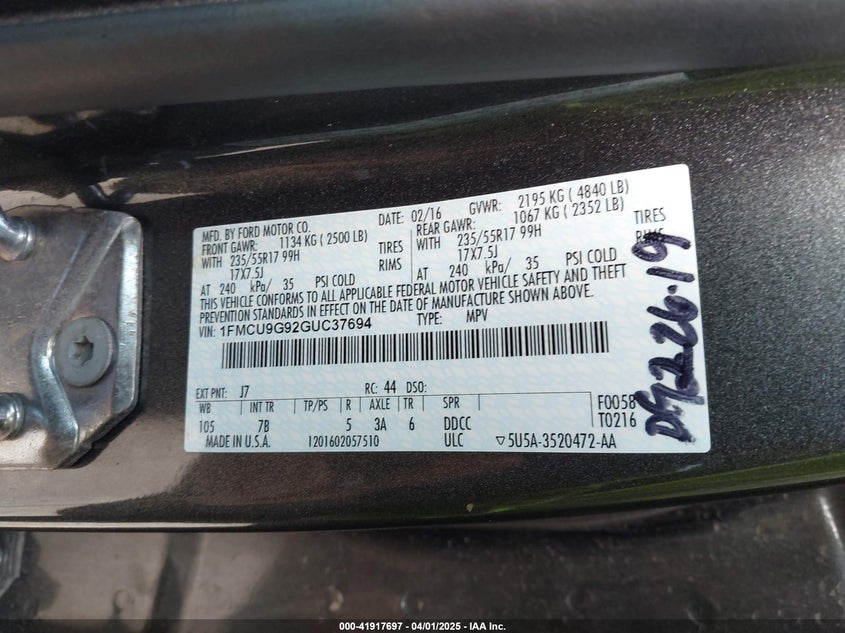 MFD. BY FORD MOTOR CO.
DATE: 02/16 GVWR: 2195 KG ( 4840 LB)
FRONT GAWR: 1134 KG ( 2500 LB)
REAR GAWR: 1067 KG ( 2352 LB)
WITH 235/55R17 99H TIRES
WITH 235/55R17 99H TIRES
17X7.5J RIMS
17X7.5J RIMS
AT 240 kPa/ 35 PSI COLD
AT 240 kPa/ 35 PSI COLD
THIS VEHICLE CONFORMS TO ALL APPLICABLE FEDERAL MOTOR VEHICLE SAFETY AND THEFT
PREVENTION STANDARDS IN EFFECT ON THE DATE OF MANUFACTURE SHOWN ABOVE.
VIN: 1FMCU9G92GUC37694 TYPE: MPV
EXT PNT: J7 RC: 44 DSO:
WB INT TR TP/PS R AXLE TR SPR
105 7B 5 3A 6 DDCC
F0058
T0216
MADE IN U.S.A. 1201602057510 ULC ▽5U5A-3520472-AA
226.19
000-41917697 - 04/01/2025 - IAA Inc.